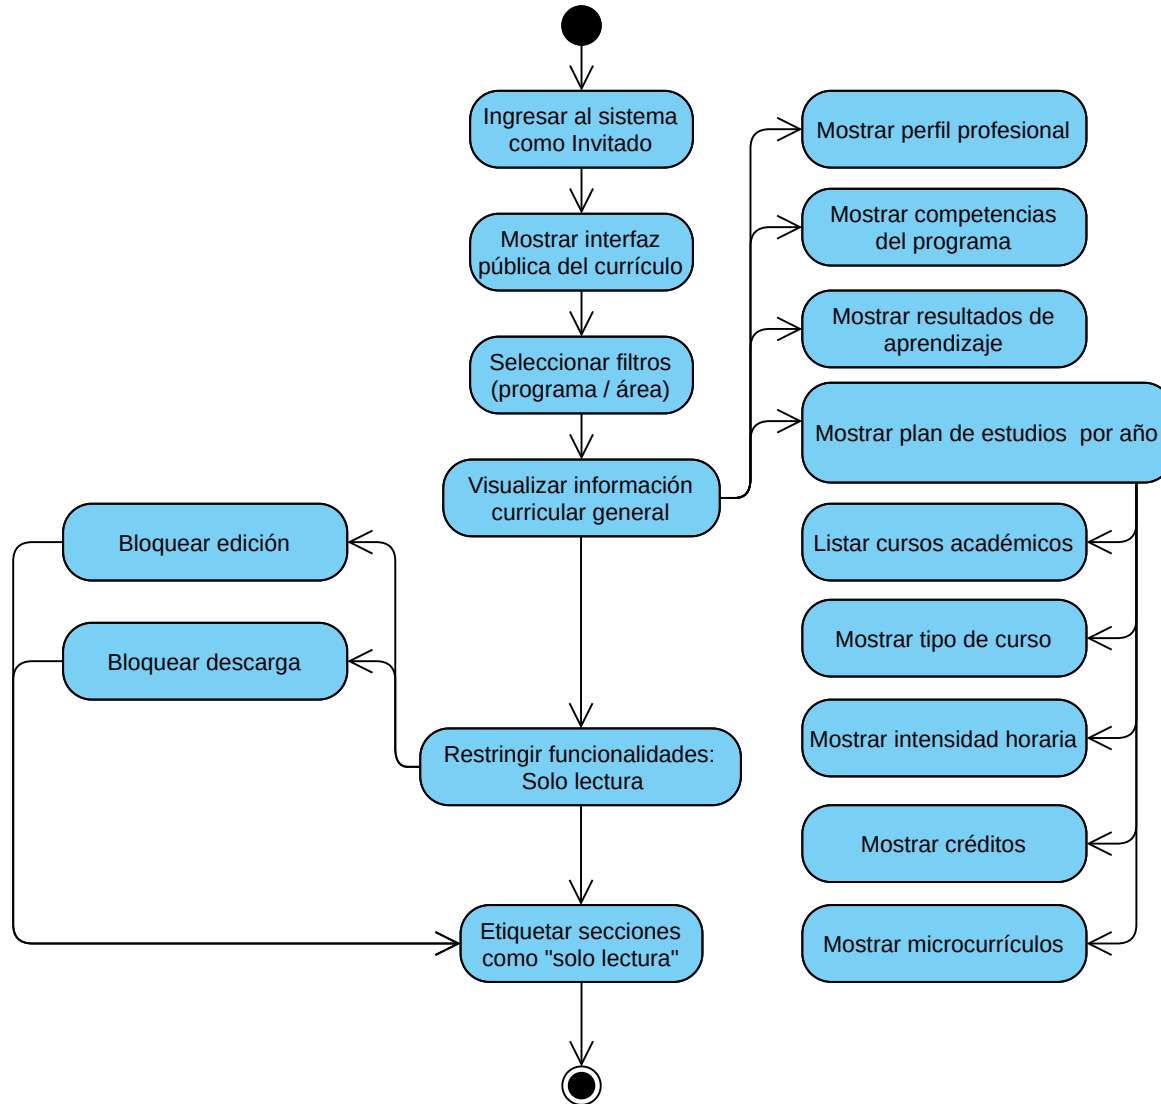 Ingresar al sistema
como Invitado
Mostrar interfaz
pública del currículo
Seleccionar filtros
(programa / área)
Visualizar información
curricular general
Mostrar perfil profesional
Mostrar competencias
del programa
Mostrar resultados de
aprendizaje
Mostrar plan de estudios  por año
Listar cursos académicos
Mostrar tipo de curso
Mostrar intensidad horaria
Mostrar créditos
Mostrar microcurrículos
Bloquear edición
Bloquear descarga
Restringir funcionalidades:
Solo lectura
Etiquetar secciones
como "solo lectura"